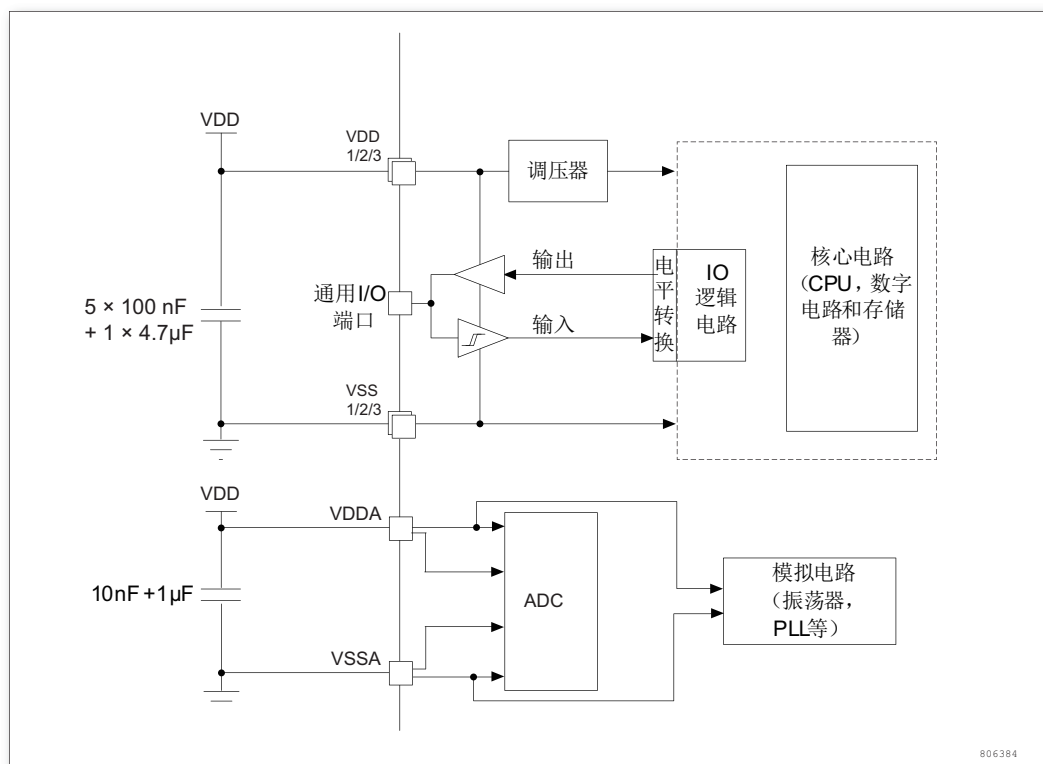 VDD
VDD
1/2/3
调压器
5 × 100 nF
+ 1 × 4.7µF
通用I/O
端口
输出
输入
电
平
转
换
IO
逻辑
电路
核心电路
（CPU，数字
电路和存储
器）
VSS
1/2/3
VDD
VDDA
10nF +1µF
ADC
模拟电路
（振荡器，
PLL等）
VSSA
806384